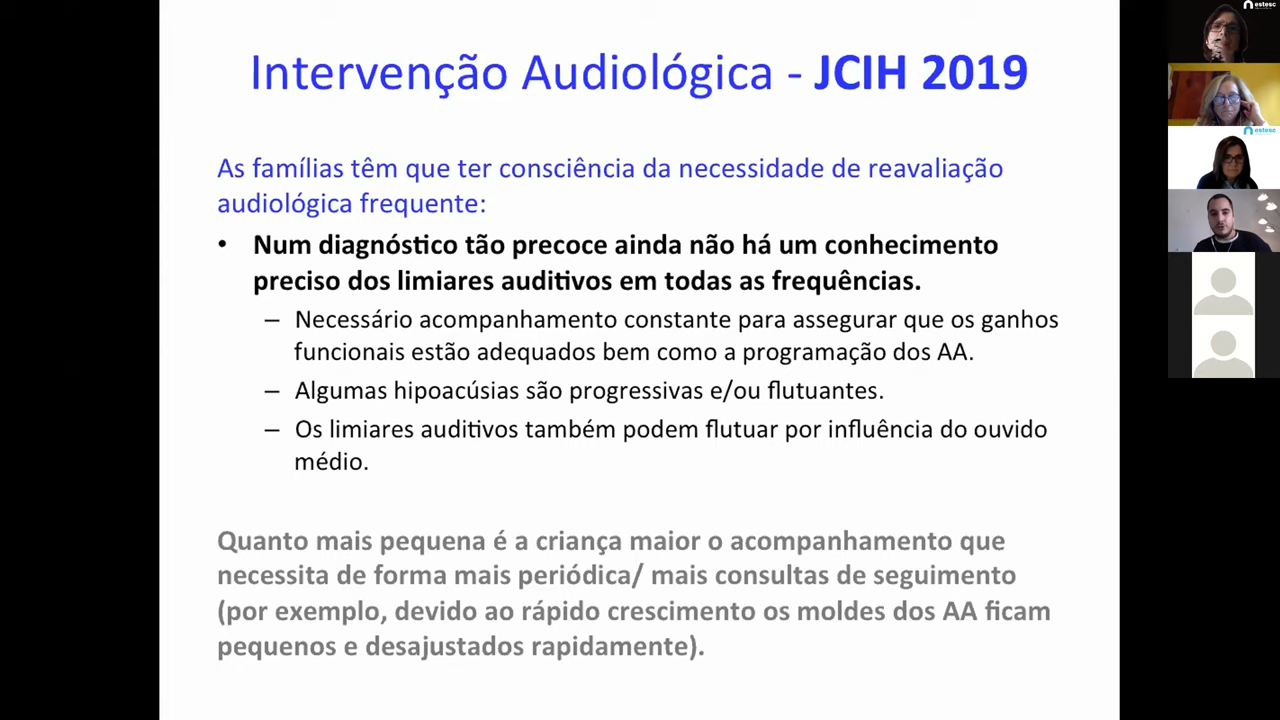 Intervenção Audiológica - JCIH 2019
As famílias têm que ter consciência da necessidade de reavaliação
audiológica frequente:
• Num diagnóstico tão precoce ainda não há um conhecimento
preciso dos limiares auditivos em todas as frequências.
– Necessário acompanhamento constante para assegurar que os ganhos
funcionais estão adequados bem como a programação dos AA.
– Algumas hipoacúsias são progressivas e/ou flutuantes.
– Os limiares auditivos também podem flutuar por influência do ouvido
médio.
Quanto mais pequena é a criança maior o acompanhamento que
necessita de forma mais periódica/ mais consultas de seguimento
(por exemplo, devido ao rápido crescimento os moldes dos AA ficam
pequenos e desajustados rapidamente).
estesc
estesc